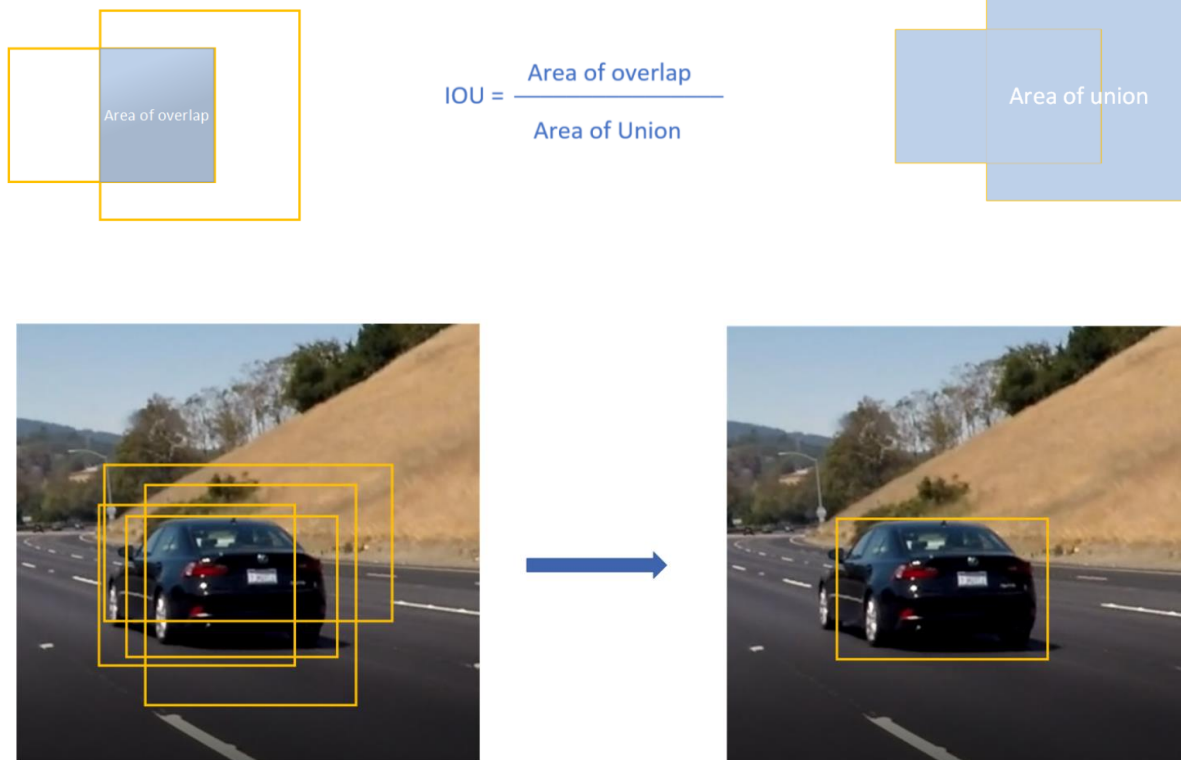 Area of overlap
IOU =
Area of overlap
Area of Union
Area of union